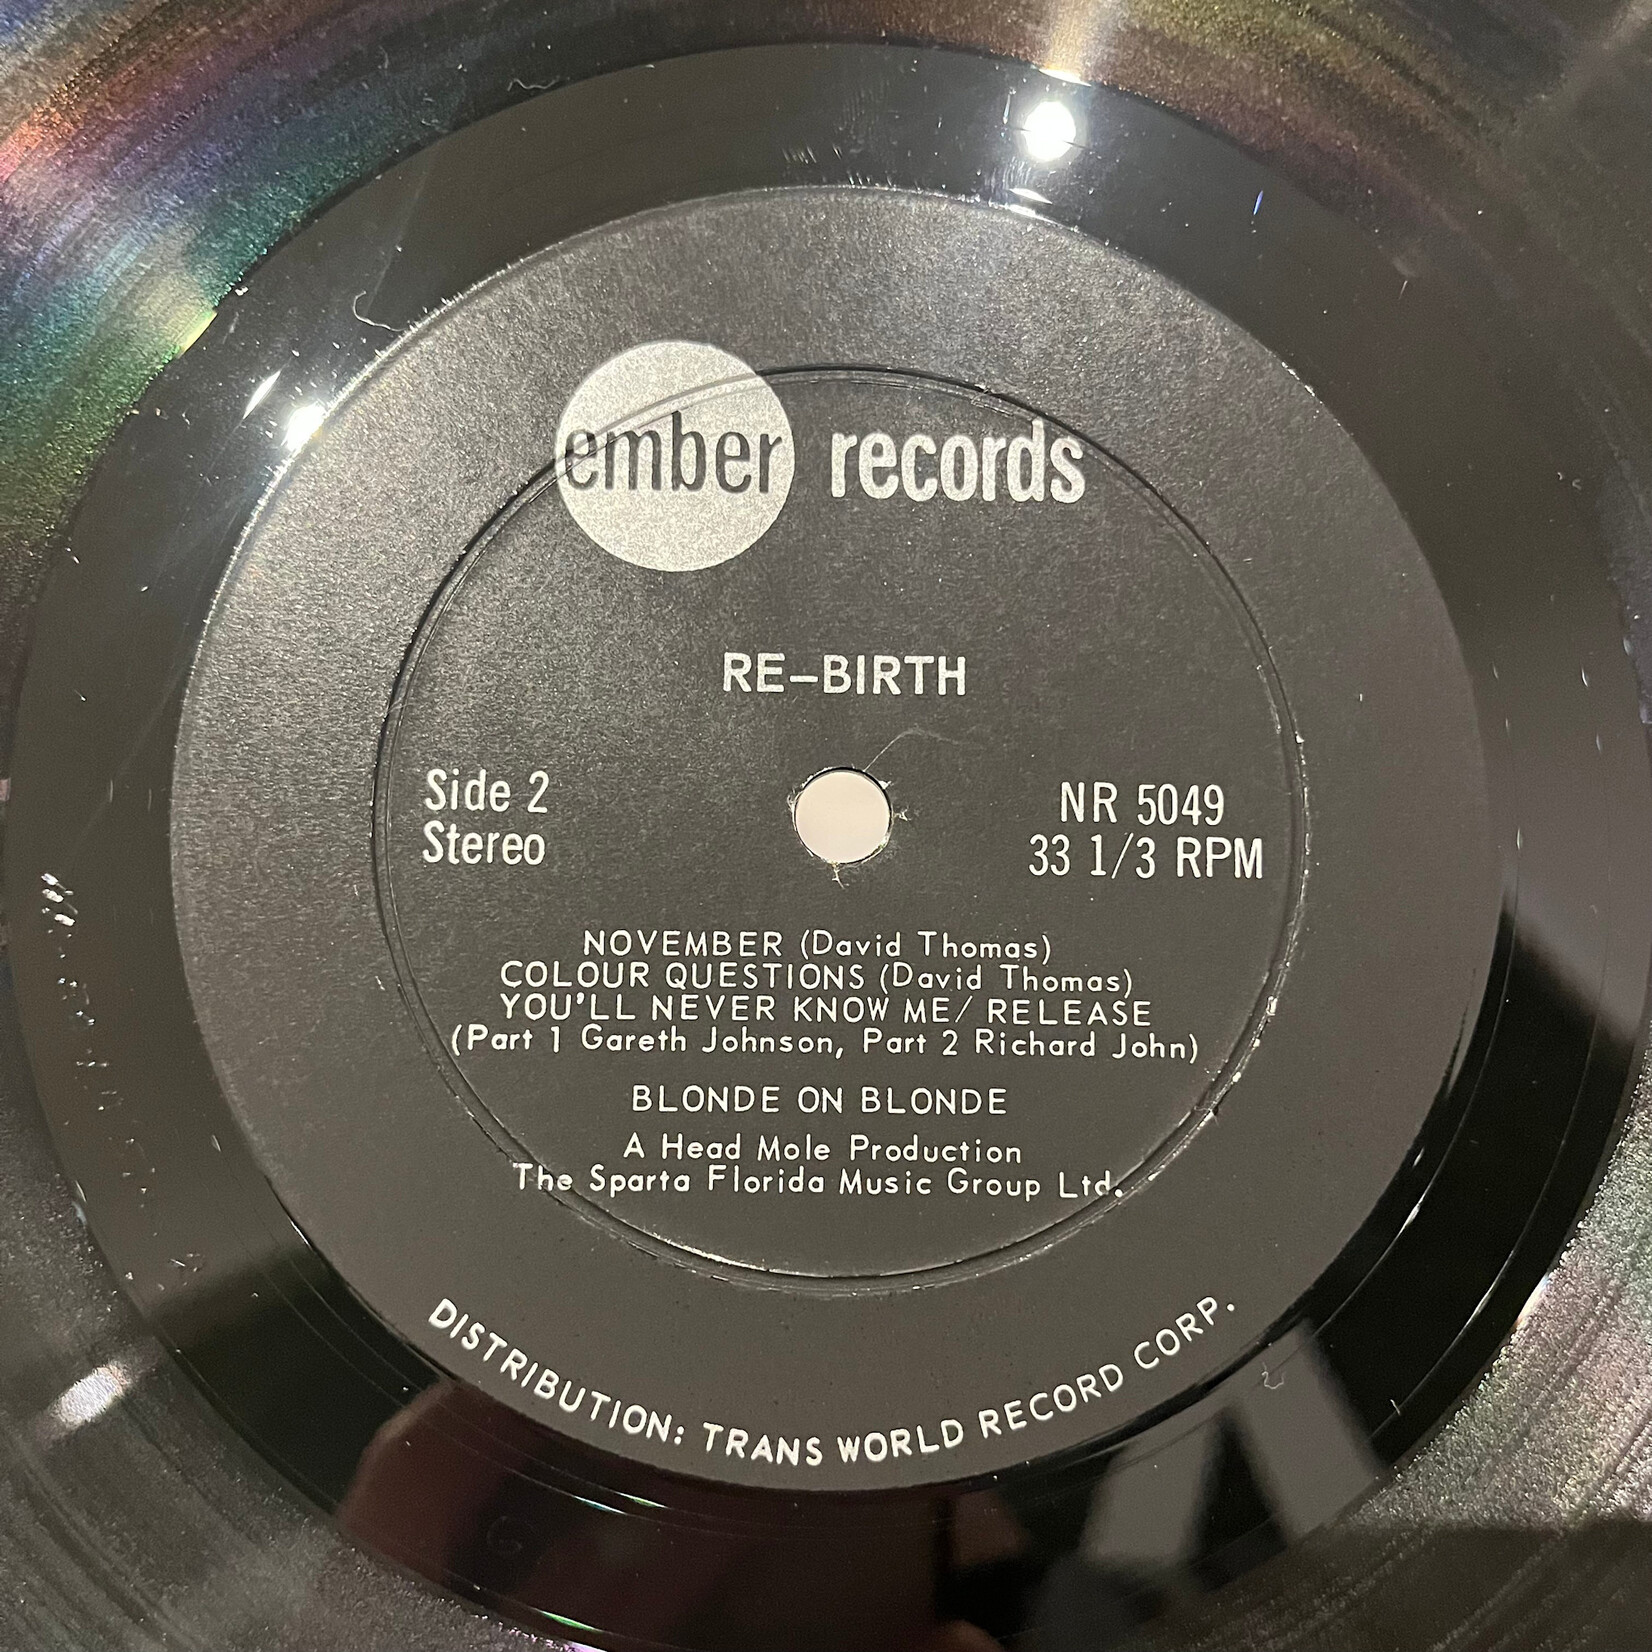 ember records
RE-BIRTH
Side 2
Stereo
NR 5049
33 1/3 RPM
NOVEMBER (David Thomas)
COLOUR QUESTIONS (David Thomas)
YOU'LL NEVER KNOW ME/ RELEASE
(Part 1 Gareth Johnson, Part 2 Richard John)
BLONDE ON BLONDE
A Head Mole Production
The Sparta Florida Music Group Ltd.
DISTRIBUTION: TRANS WORLD RECORD CORP.